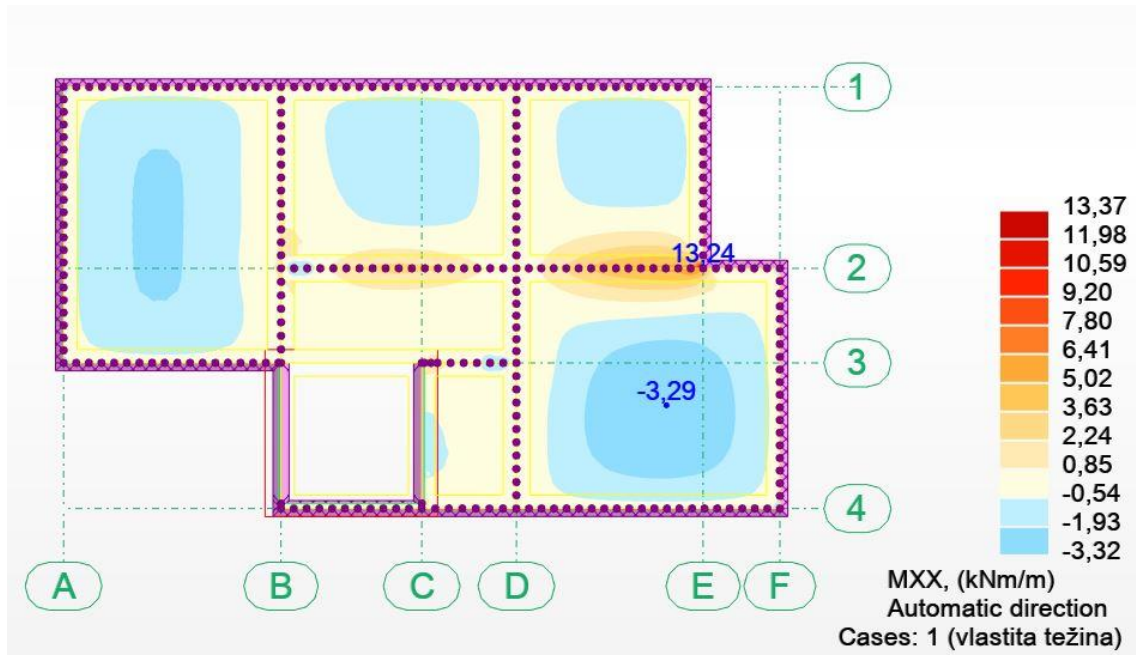 1
13,24
2
3
-3,29
4
A
B
C
D
E
F
13,37
11,98
10,59
9,20
7,80
6,41
5,02
3,63
2,24
0,85
-0,54
-1,93
-3,32
MXX, (kNm/m)
Automatic direction
Cases: 1 (vlastita težina)